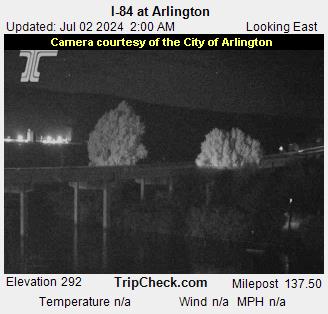 I-84 at Arlington
Updated: Jul 02 2024 2:00 AM Looking East
Camera courtesy of the City of Arlington
Elevation 292 TripCheck.com Milepost 137.50
Temperature n/a Wind n/a MPH n/a